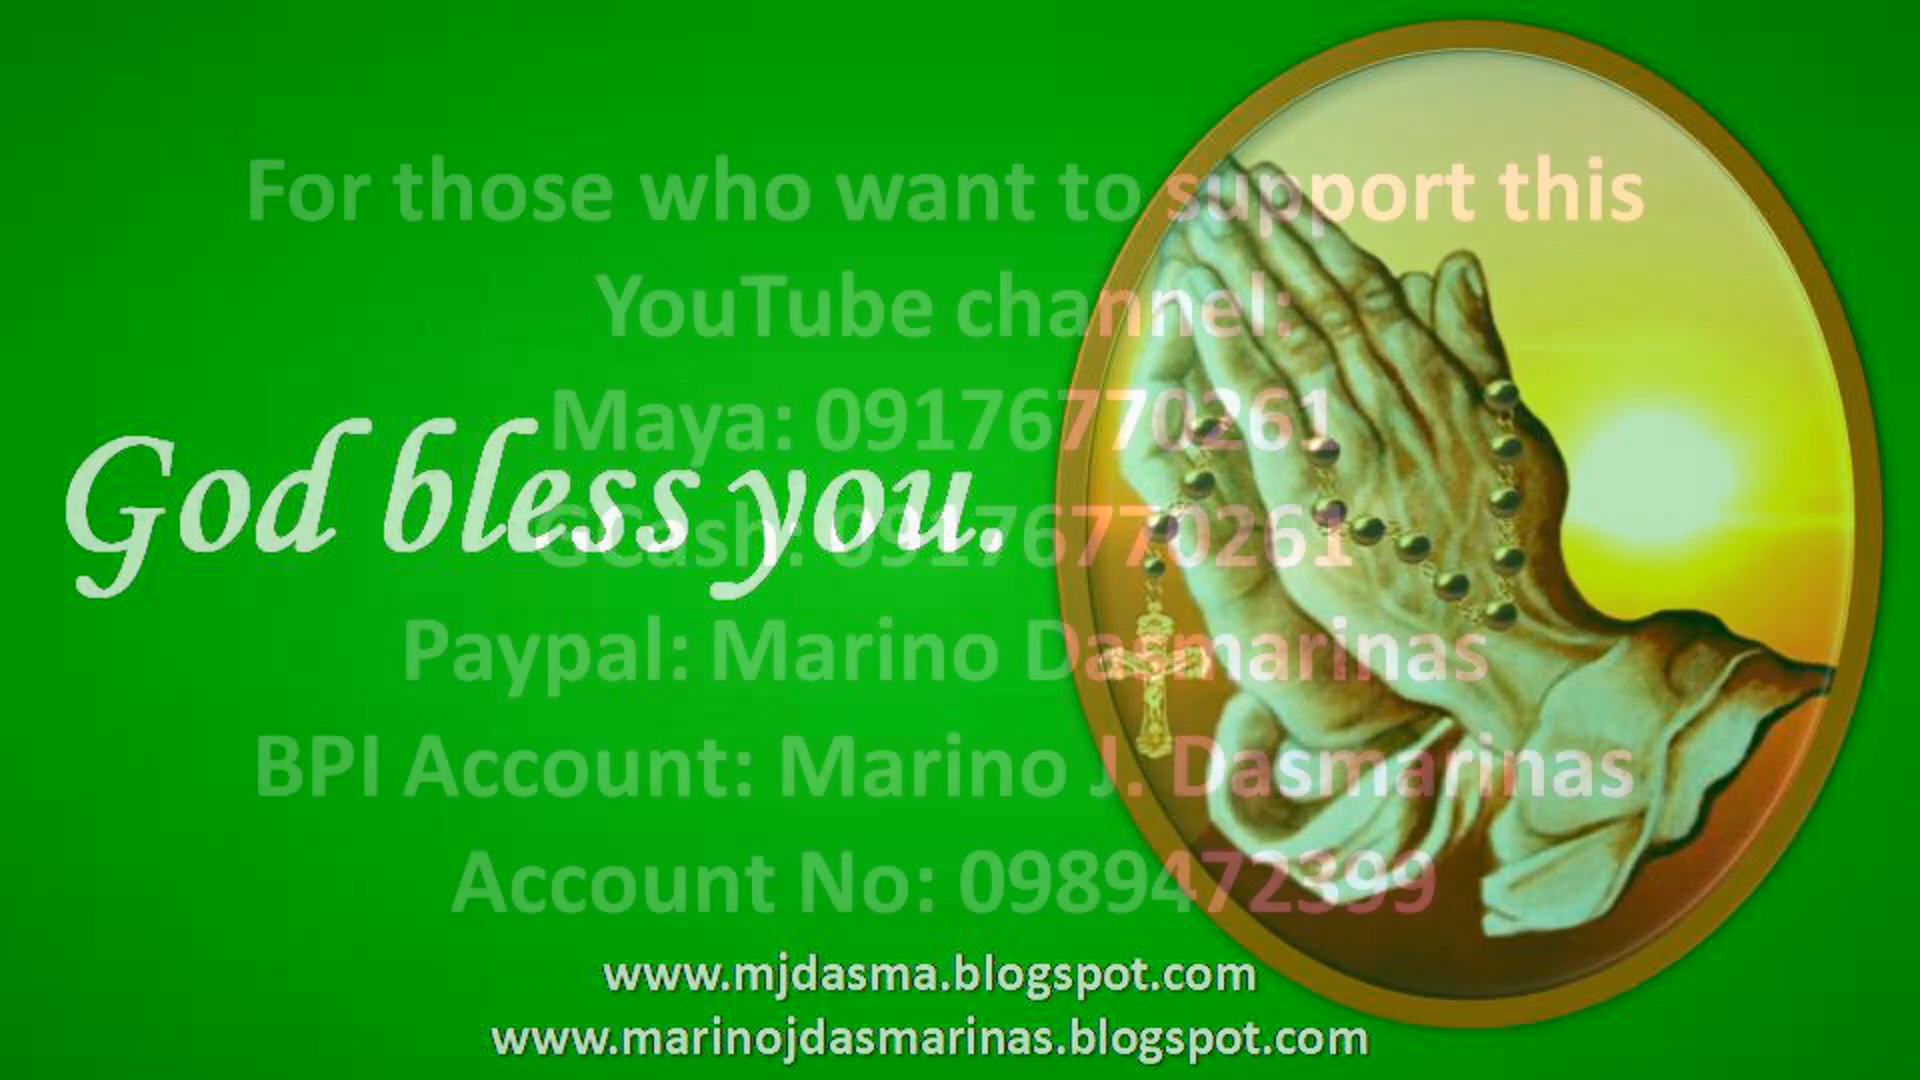 For those who want to support this
YouTube channel:
Maya: 09176770261
God bless you.
GCash: 09176770261
Paypal: Marino Dasmarinas
BPI Account: Marino J. Dasmarinas
Account No: 0989472399
www.mjdasma.blogspot.com
www.marinojdasmarinas.blogspot.com